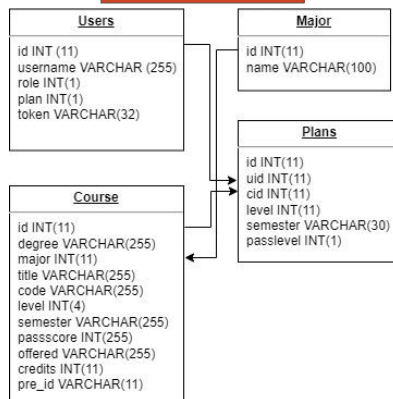 Users
id INT (11)
username VARCHAR (255)
role INT(1)
plan INT(1)
token VARCHAR(32)
Major
id INT(11)
name VARCHAR(100)
Plans
id INT(11)
uid INT(11)
cid INT(11)
level INT(11)
semester VARCHAR(30)
passlevel INT(1)
Course
id INT(11)
degree VARCHAR(255)
major INT(11)
title VARCHAR(255)
code VARCHAR(255)
level INT(4)
semester VARCHAR(255)
passscore INT(255)
offered VARCHAR(255)
credits INT(11)
pre_id VARCHAR(11)